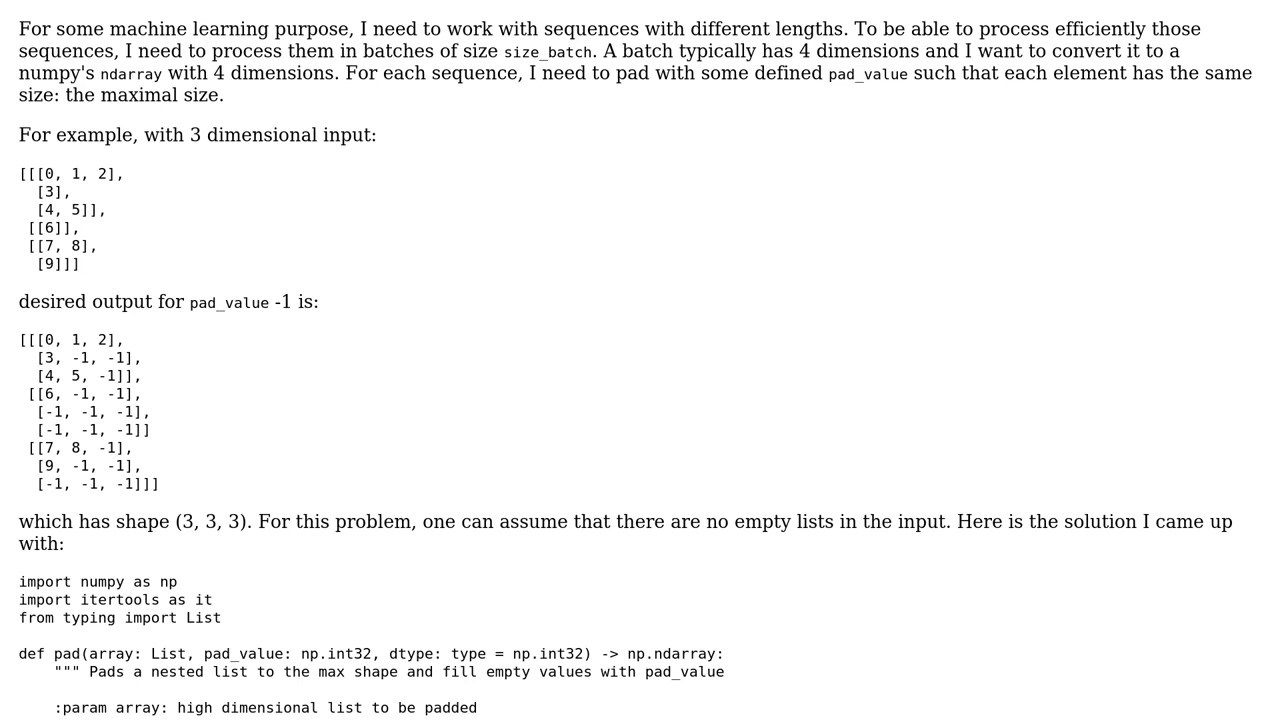 For some machine learning purpose, I need to work with sequences with different lengths. To be able to process efficiently those
sequences, I need to process them in batches of size size_batch. A batch typically has 4 dimensions and I want to convert it to a
numpy's ndarray with 4 dimensions. For each sequence, I need to pad with some defined pad_value such that each element has the same
size: the maximal size.
For example, with 3 dimensional input:
[[[0, 1, 2],
  [3],
  [4, 5]],
 [[6]],
 [[7, 8],
  [9]]]
desired output for pad_value -1 is:
[[[0, 1, 2],
  [3, -1, -1],
  [4, 5, -1]],
 [[6, -1, -1],
  [-1, -1, -1],
  [-1, -1, -1]]
 [[7, 8, -1],
  [9, -1, -1],
  [-1, -1, -1]]]
which has shape (3, 3, 3). For this problem, one can assume that there are no empty lists in the input. Here is the solution I came up
with:
import numpy as np
import itertools as it
from typing import List
def pad(array: List, pad_value: np.int32, dtype: type = np.int32) -> np.ndarray:
    """ Pads a nested list to the max shape and fill empty values with pad_value
    :param array: high dimensional list to be padded